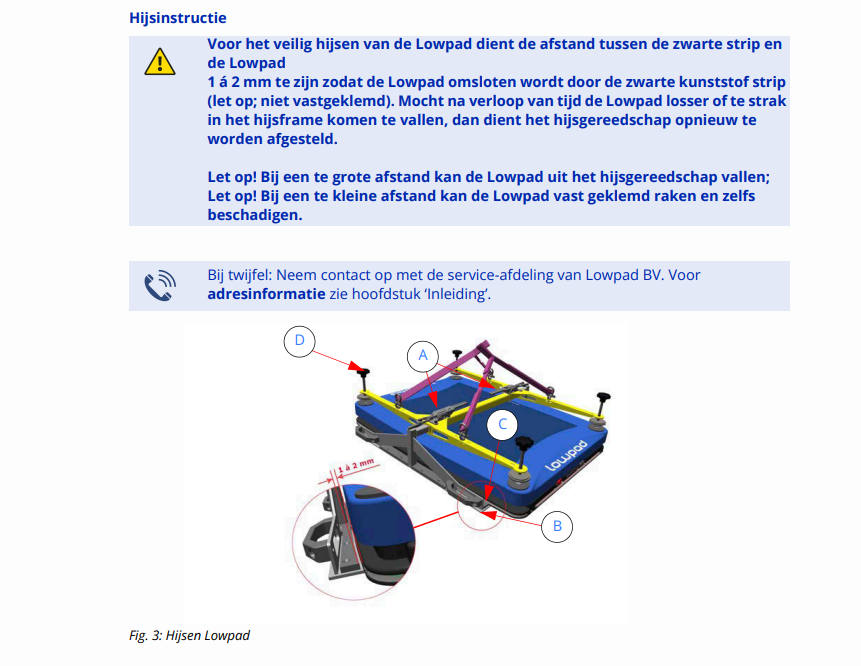 Hijsinstructie
Voor het veilig hijsen van de Lowpad dient de afstand tussen de zwarte strip en
de Lowpad
1 á 2 mm te zijn zodat de Lowpad omsloten wordt door de zwarte kunststof strip
(let op; niet vastgeklemd). Mocht na verloop van tijd de Lowpad losser of te strak
in het hijsframe komen te vallen, dan dient het hijsgereedschap opnieuw te
worden afgesteld.
Let op! Bij een te grote afstand kan de Lowpad uit het hijsgereedschap vallen;
Let op! Bij een te kleine afstand kan de Lowpad vast geklemd raken en zelfs
beschadigen.
Bij twijfel: Neem contact op met de service-afdeling van Lowpad BV. Voor
adresinformatie zie hoofdstuk ‘Inleiding’.
D
A
C
lowpad
1 à 2 mm
B
Fig. 3: Hijsen Lowpad